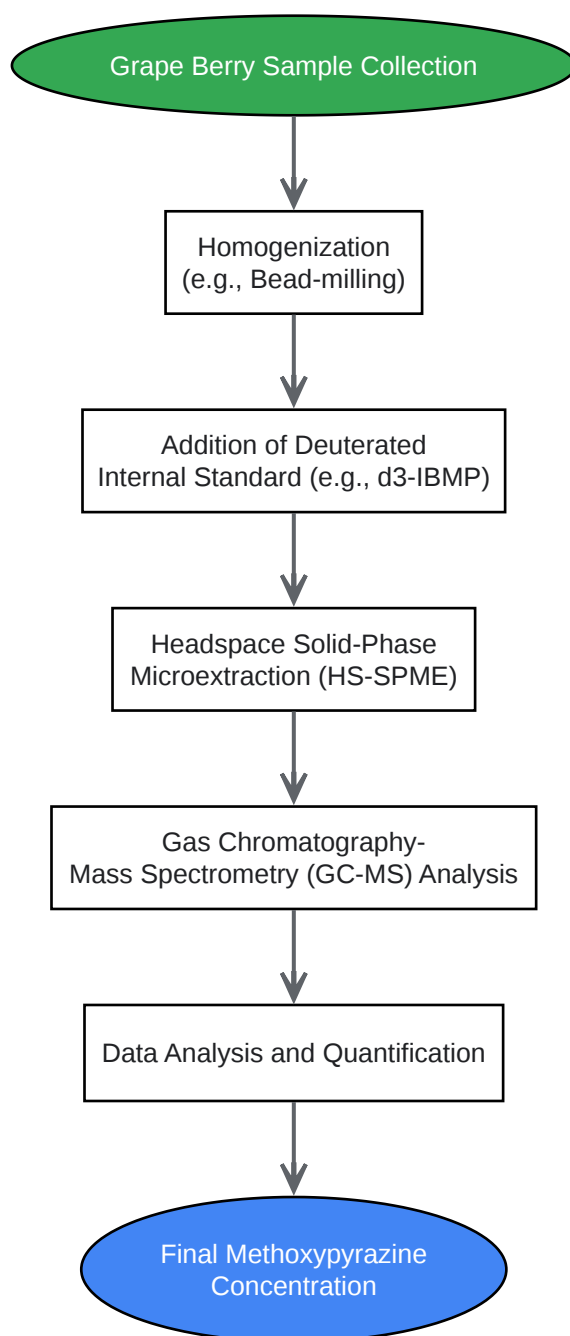 Grape Berry Sample Collection
Homogenization
(e.g., Bead-milling)
Addition of Deuterated
Internal Standard (e.g., d3-IBMP)
Headspace Solid-Phase
Microextraction (HS-SPME)
Gas Chromatography-
Mass Spectrometry (GC-MS) Analysis
Data Analysis and Quantification
Final Methoxypyrazine
Concentration